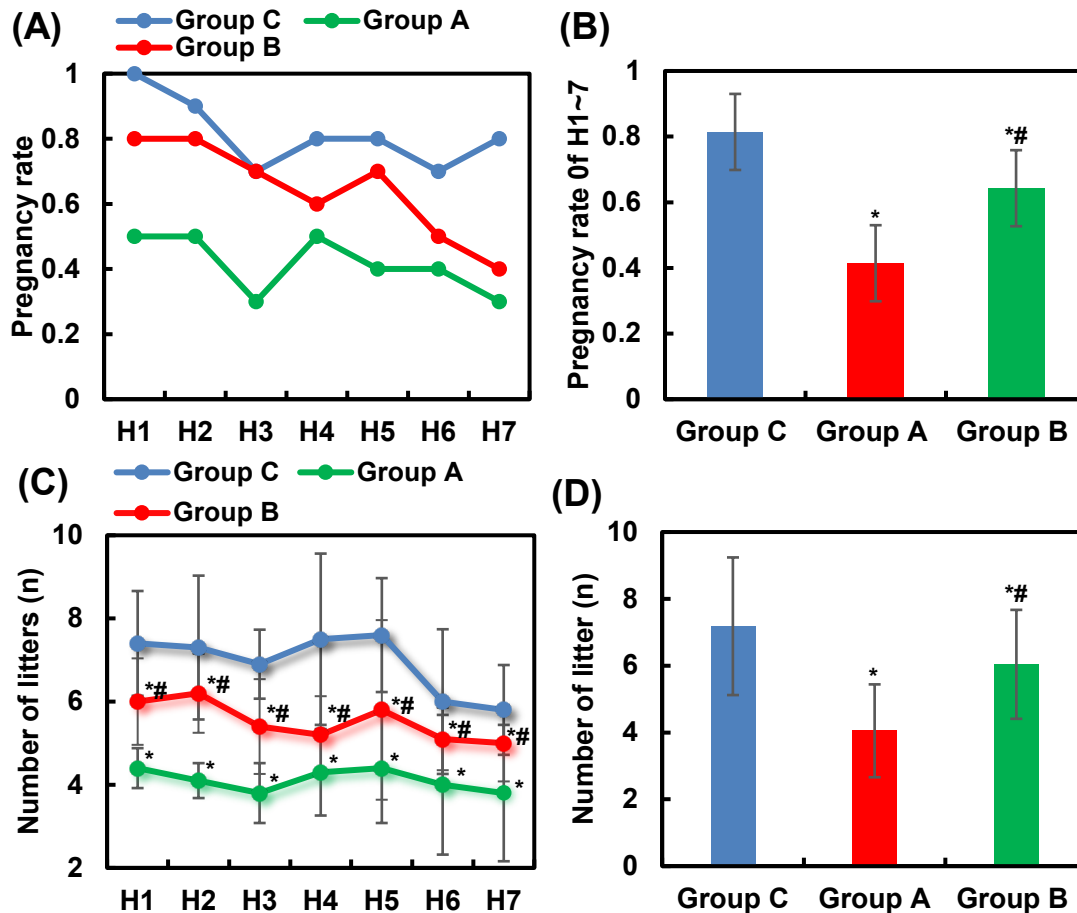 (A)
Group C
Group A
Group B
Pregnancy rate
1
0.8
0.6
0.4
0.2
0
H1 H2 H3 H4 H5 H6 H7
(B)
Pregnancy rate 0f H1~7
1
0.8
0.6
0.4
0.2
0
*
*#
Group C Group A Group B
(C)
Group C
Group A
Group B
Number of litters (n)
10
8
6
4
2
*# *# *# *# *# *# *#
* * * * * * *
H1 H2 H3 H4 H5 H6 H7
(D)
Number of litter (n)
10
8
6
4
2
0
*
*#
Group C Group A Group B